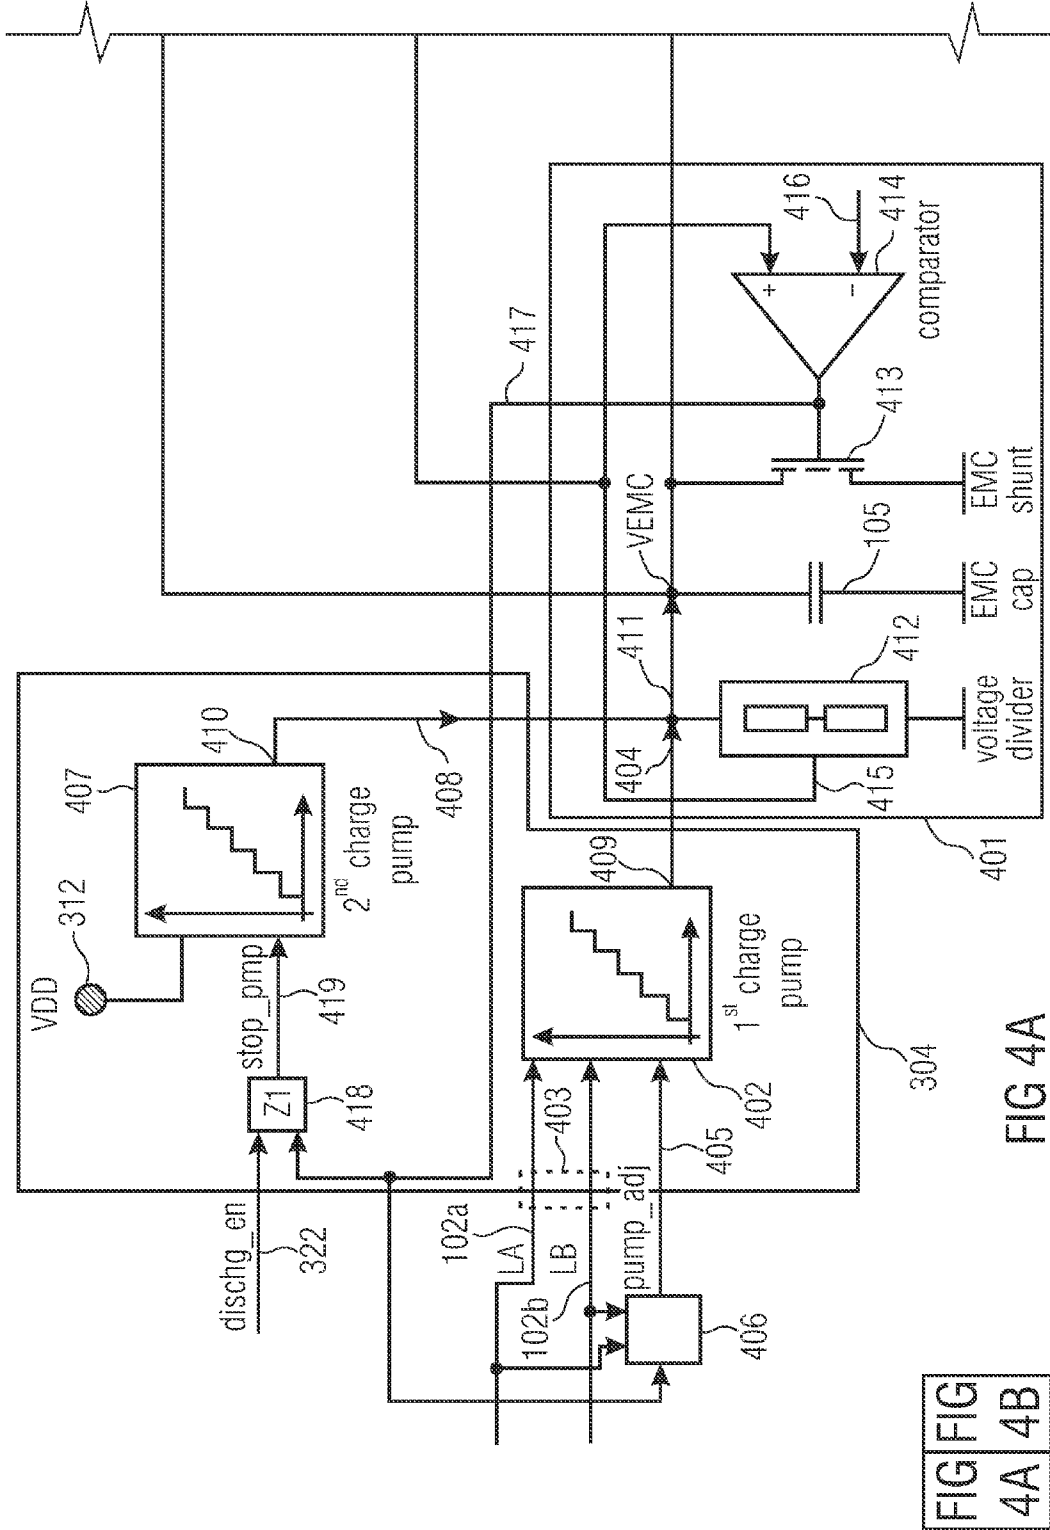 VDD
312
407
410
2nd charge
pump
408
dischg_en
322
Z1
418
stop_pmp
419
417
102a
LA
LB
102b
403
pump_adj
405
406
402
1st charge
pump
409
404
411
VEMC
304
401
415
412
voltage
divider
105
EMC
cap
413
EMC
shunt
+
−
416
414
comparator
FIG 4A
FIG
4A
FIG
4B